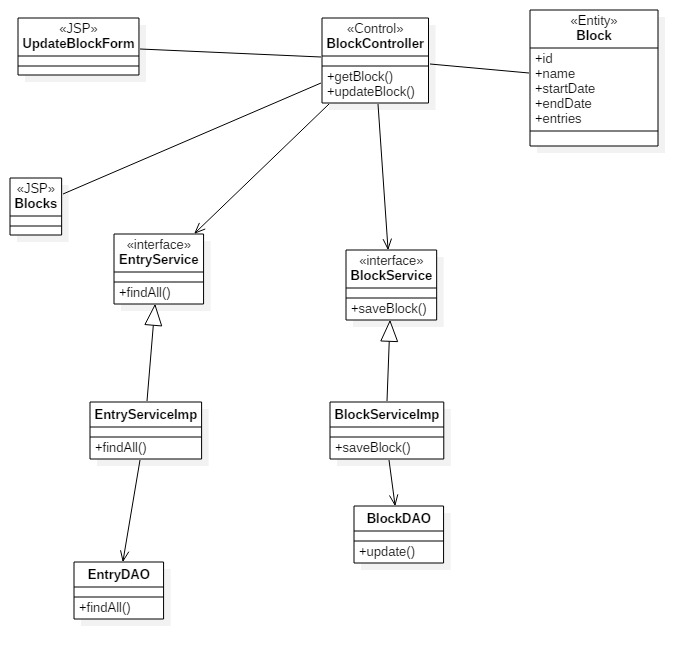 «JSP»
UpdateBlockForm
«Control»
BlockController
+getBlock()
+updateBlock()
«Entity»
Block
+id
+name
+startDate
+endDate
+entries
«JSP»
Blocks
«interface»
EntryService
+findAll()
«interface»
BlockService
+saveBlock()
EntryServiceImp
+findAll()
BlockServiceImp
+saveBlock()
BlockDAO
+update()
EntryDAO
+findAll()